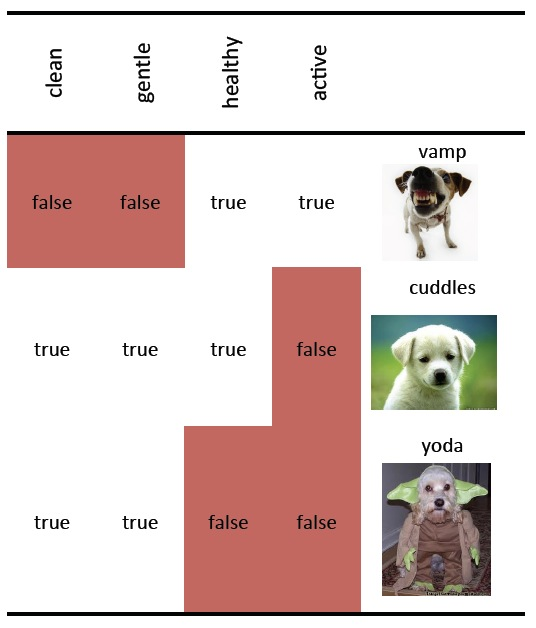 clean gentle healthy active
vamp
false false true true
cuddles
true true true false
yoda
true true false false